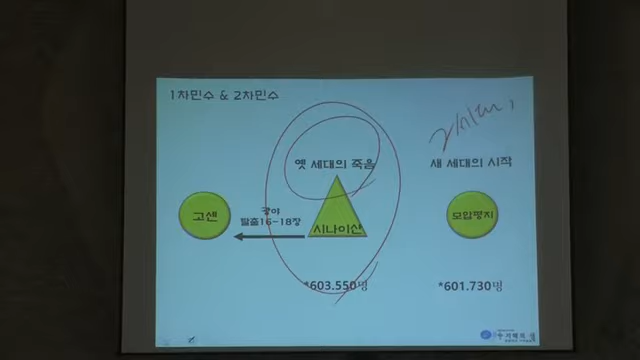 1차민수 & 2차민수
옛 세대의 죽음
새 세대의 시작
고센
광야
탈출16-18장
시나이산
모압평지
*603.550명
*601.730명